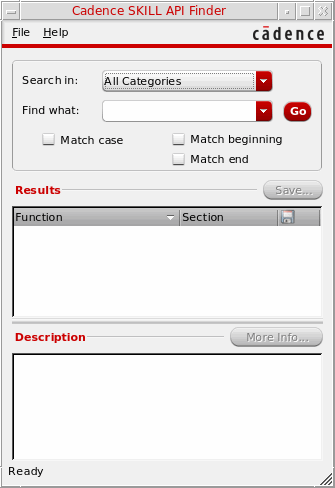 Cadence SKILL API Finder
File Help
cādence
Search in: All Categories
Find what: Go
Match case Match beginning
Match end
Results Save...
Function Section
Description More Info...
Ready